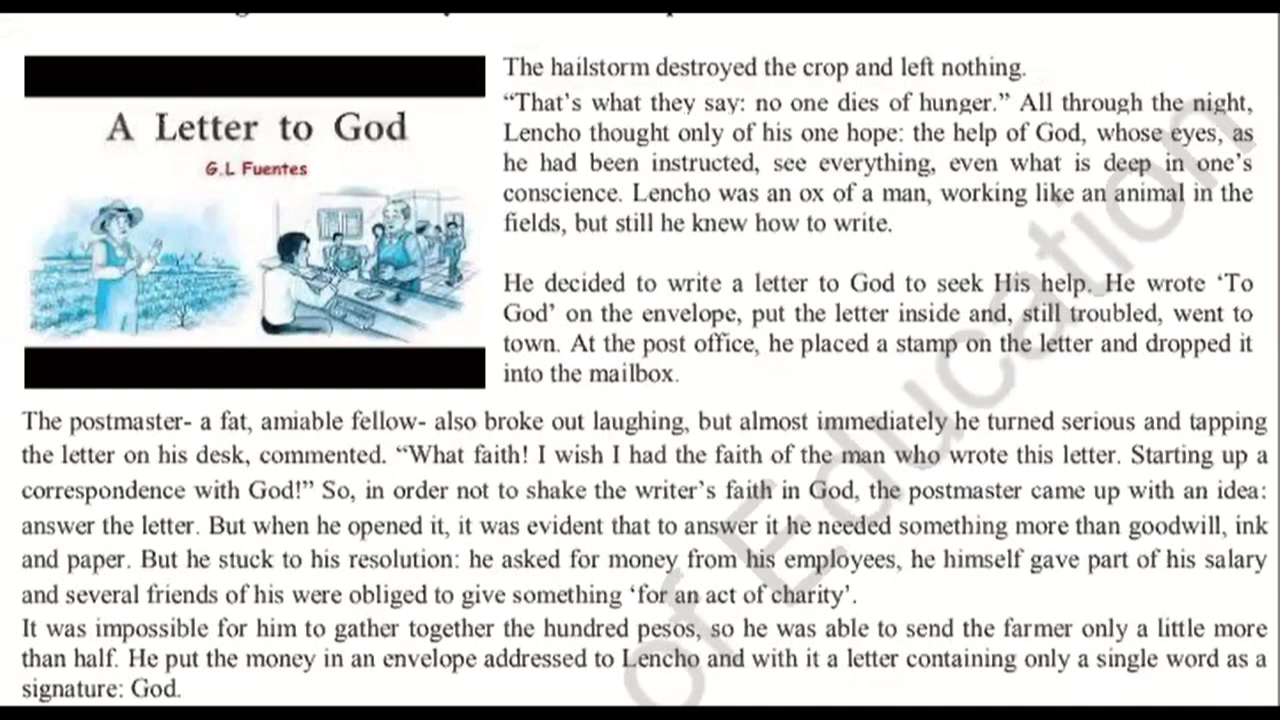 A Letter to God
G.L Fuentes
The hailstorm destroyed the crop and left nothing.
“That’s what they say: no one dies of hunger.” All through the night,
Lencho thought only of his one hope: the help of God, whose eyes, as
he had been instructed, see everything, even what is deep in one’s
conscience. Lencho was an ox of a man, working like an animal in the
fields, but still he knew how to write.
He decided to write a letter to God to seek His help. He wrote ‘To
God’ on the envelope, put the letter inside and, still troubled, went to
town. At the post office, he placed a stamp on the letter and dropped it
into the mailbox.
The postmaster- a fat, amiable fellow- also broke out laughing, but almost immediately he turned serious and tapping
the letter on his desk, commented. “What faith! I wish I had the faith of the man who wrote this letter. Starting up a
correspondence with God!” So, in order not to shake the writer’s faith in God, the postmaster came up with an idea:
answer the letter. But when he opened it, it was evident that to answer it he needed something more than goodwill, ink
and paper. But he stuck to his resolution: he asked for money from his employees, he himself gave part of his salary
and several friends of his were obliged to give something ‘for an act of charity’.
It was impossible for him to gather together the hundred pesos, so he was able to send the farmer only a little more
than half. He put the money in an envelope addressed to Lencho and with it a letter containing only a single word as a
signature: God.
of Education